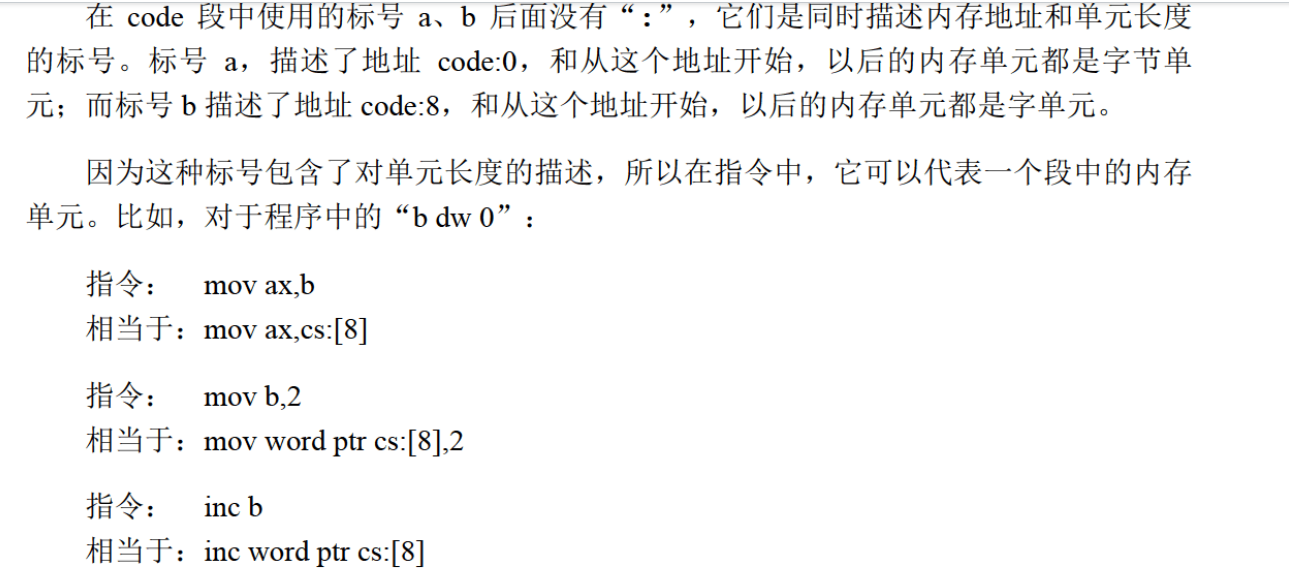 在 code 段中使用的标号 a、b 后面没有“:”，它们是同时描述内存地址和单元长度
的标号。标号 a，描述了地址 code:0，和从这个地址开始，以后的内存单元都是字节单
元；而标号 b 描述了地址 code:8，和从这个地址开始，以后的内存单元都是字单元。
因为这种标号包含了对单元长度的描述，所以在指令中，它可以代表一个段中的内存
单元。比如，对于程序中的“b dw 0”：
指令： mov ax,b
相当于：mov ax,cs:[8]
指令： mov b,2
相当于：mov word ptr cs:[8],2
指令： inc b
相当于：inc word ptr cs:[8]